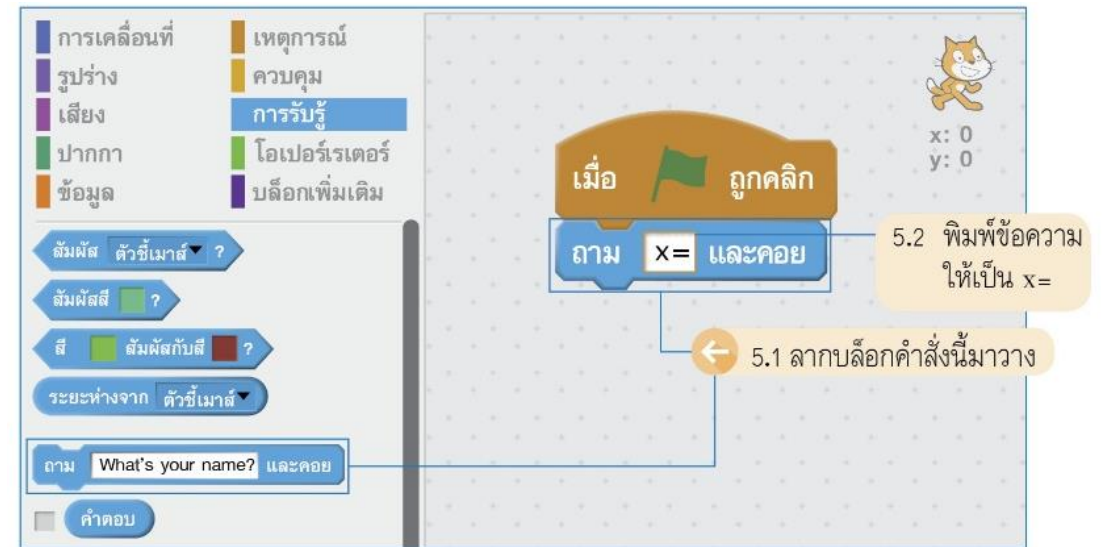 การเคลื่อนที่
รูปร่าง
เสียง
ปากกา
ข้อมูล
เหตุการณ์
ควบคุม
การรับรู้
โอเปอร์เรเตอร์
บล็อกเพิ่มเติม
สัมผัส ตัวชี้เมาส์ ?
สัมผัสสี ?
สี สัมผัสกับสี ?
ระยะห่างจาก ตัวชี้เมาส์
ถาม What's your name? และคอย
คำตอบ
x: 0
y: 0
เมื่อ ถูกคลิก
ถาม x= และคอย
5.2 พิมพ์ข้อความ
ให้เป็น x=
5.1 ลากบล็อกคำสั่งนี้มาวาง